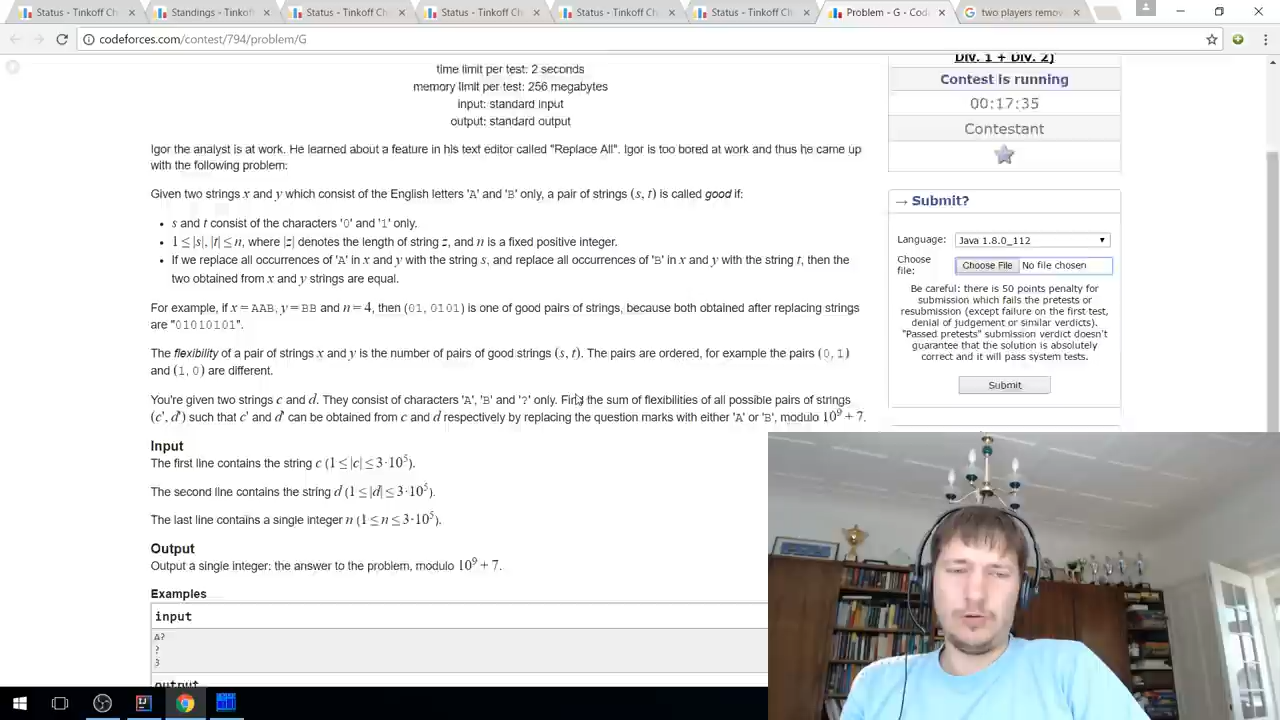 Status - Tinkoff Ch
Standings - Tinkoff
Status - Tinkoff Ch
Status - Tinkoff Ch
Status - Tinkoff Ch
Status - Tinkoff Ch
Problem - G - Cod
two players remov
codeforces.com/contest/794/problem/G
time limit per test: 2 seconds
memory limit per test: 256 megabytes
input: standard input
output: standard output
Igor the analyst is at work. He learned about a feature in his text editor called "Replace All". Igor is too bored at work and thus he came up
with the following problem:
Given two strings x and y which consist of the English letters 'A' and 'B' only, a pair of strings (s, t) is called good if:
• s and t consist of the characters '0' and '1' only.
• 1 ≤ |s|, |t| ≤ n, where |z| denotes the length of string z, and n is a fixed positive integer.
• If we replace all occurrences of 'A' in x and y with the string s, and replace all occurrences of 'B' in x and y with the string t, then the
two obtained from x and y strings are equal.
For example, if x = AAB, y = BB and n = 4, then (01, 0101) is one of good pairs of strings, because both obtained after replacing strings
are "01010101".
The flexibility of a pair of strings x and y is the number of pairs of good strings (s, t). The pairs are ordered, for example the pairs (0, 1)
and (1, 0) are different.
You're given two strings c and d. They consist of characters 'A', 'B' and '?' only. Find the sum of flexibilities of all possible pairs of strings
(c', d') such that c' and d' can be obtained from c and d respectively by replacing the question marks with either 'A' or 'B', modulo 10^9 + 7.
Input
The first line contains the string c (1 ≤ |c| ≤ 3·10^5).
The second line contains the string d (1 ≤ |d| ≤ 3·10^5).
The last line contains a single integer n (1 ≤ n ≤ 3·10^5).
Output
Output a single integer: the answer to the problem, modulo 10^9 + 7.
Examples
input
A?
?
3
output
DIV. 1 + DIV. 2)
Contest is running
00:17:35
Contestant
→ Submit?
Language: Java 1.8.0_112
Choose
file: Choose File No file chosen
Be careful: there is 50 points penalty for
submission which fails the pretests or
resubmission (except failure on the first test,
denial of judgement or similar verdicts).
"Passed pretests" submission verdict doesn't
guarantee that the solution is absolutely
correct and it will pass system tests.
Submit